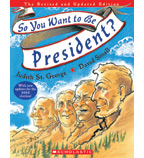 The Revised and Updated Edition
So You Want to Be
President?
Judith St. George
David Small
SCHOLASTIC